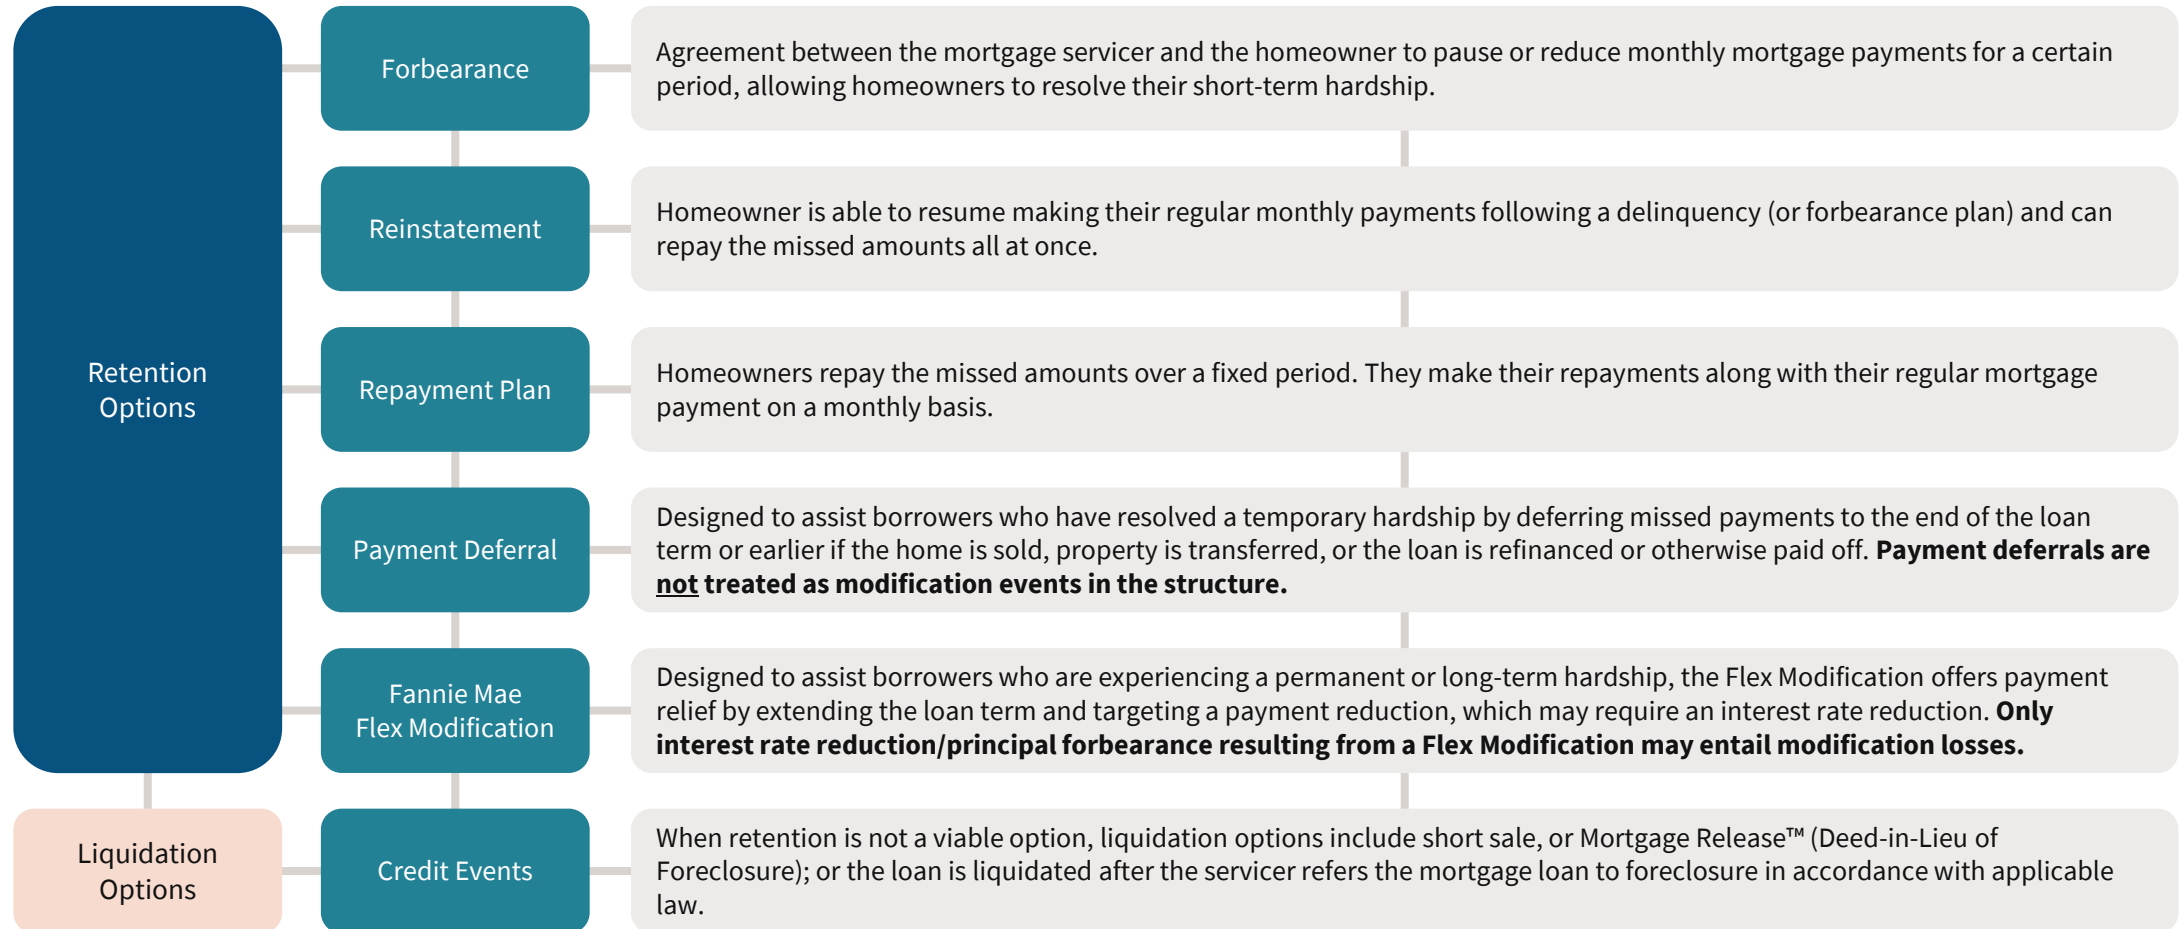 Forbearance
Agreement between the mortgage servicer and the homeowner to pause or reduce monthly mortgage payments for a certain
period, allowing homeowners to resolve their short-term hardship.
Reinstatement
Homeowner is able to resume making their regular monthly payments following a delinquency (or forbearance plan) and can
repay the missed amounts all at once.
Retention
Options
Repayment Plan
Homeowners repay the missed amounts over a fixed period. They make their repayments along with their regular mortgage
payment on a monthly basis.
Payment Deferral
Designed to assist borrowers who have resolved a temporary hardship by deferring missed payments to the end of the loan
term or earlier if the home is sold, property is transferred, or the loan is refinanced or otherwise paid off. Payment deferrals are
not treated as modification events in the structure.
Fannie Mae
Flex Modification
Designed to assist borrowers who are experiencing a permanent or long-term hardship, the Flex Modification offers payment
relief by extending the loan term and targeting a payment reduction, which may require an interest rate reduction. Only
interest rate reduction/principal forbearance resulting from a Flex Modification may entail modification losses.
Liquidation
Options
Credit Events
When retention is not a viable option, liquidation options include short sale, or Mortgage Release™ (Deed-in-Lieu of
Foreclosure); or the loan is liquidated after the servicer refers the mortgage loan to foreclosure in accordance with applicable
law.